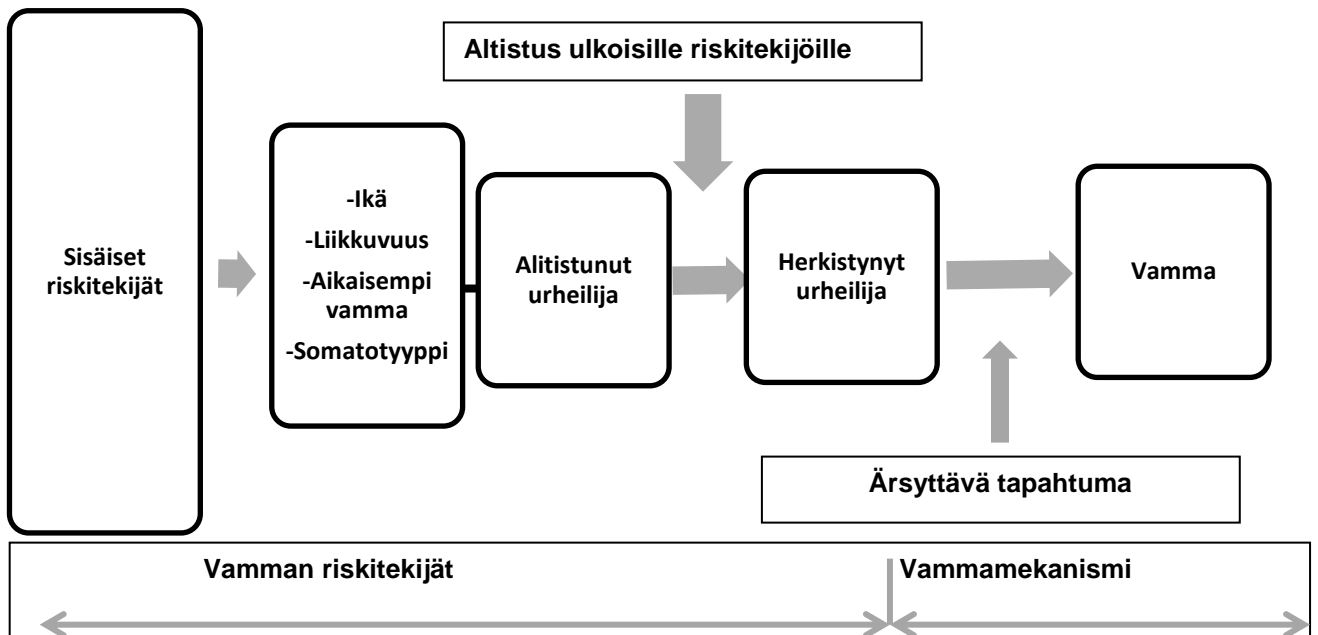 Altistus ulkoisille riskitekijöille
Sisäiset
riskitekijät
-Ikä
-Liikkuvuus
-Aikaisempi
vamma
-Somatotyyppi
Alitistunut
urheilija
Herkistynyt
urheilija
Vamma
Ärsyttävä tapahtuma
Vamman riskitekijät
Vammamekanismi